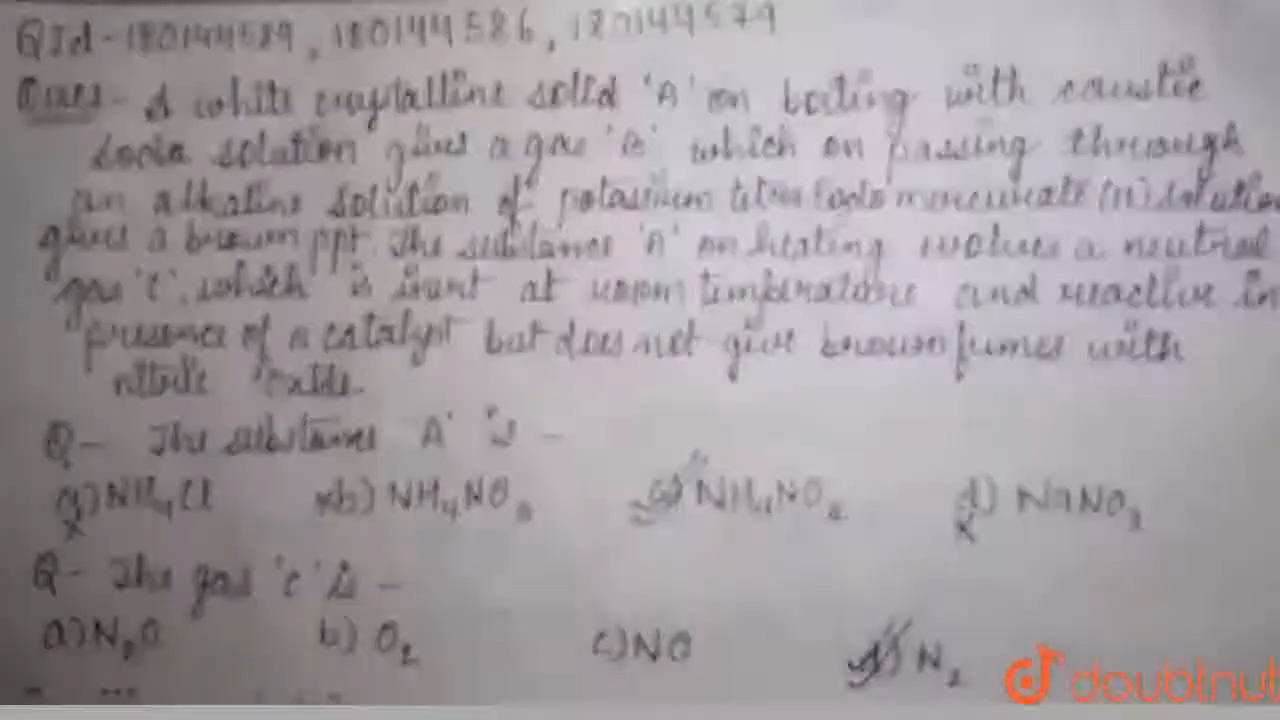 QId - 180144589, 180144586, 180144579
A white crystalline solid 'A' on boiling with caustic
soda solution gives a gas 'B' which on passing through
an alkaline solution of potassium solution
gives a brown ppt. The substance 'A' on heating evolves a neutral
gas 'C', which is inert at room temperature and reactive in
presence of a catalyst but does not give brown fumes with
nitric oxide.
Q - The substance 'A' is -
a) NH4Cl b) NH4NO3 c) NH4NO2 d) NaNO3
Q - The gas 'C' is -
a) N2O b) O2 c) NO d) N2
doubtnut